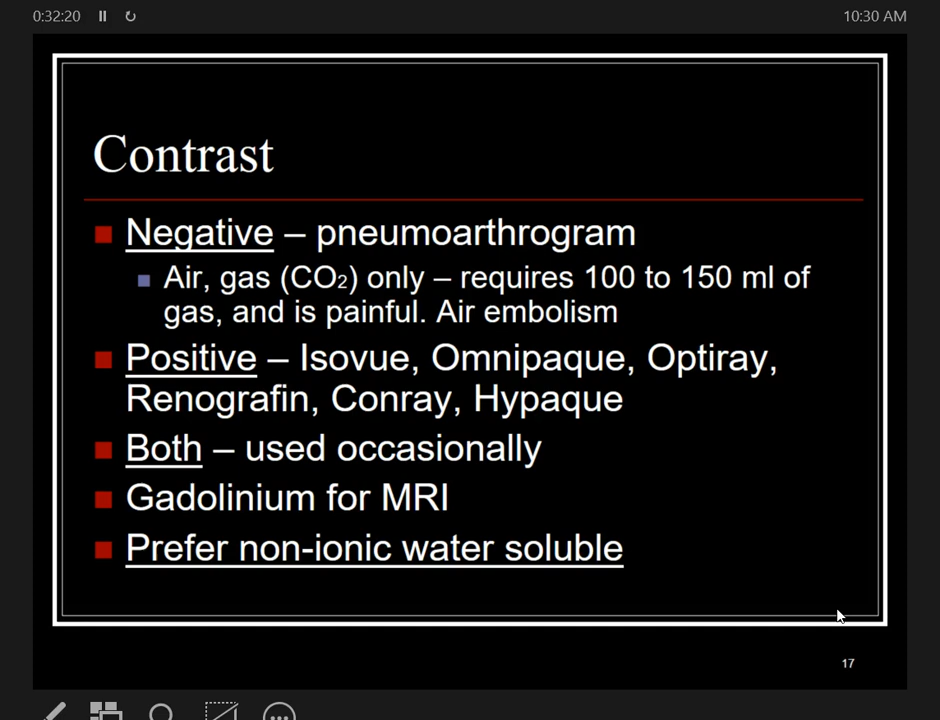 0:32:20
10:30 AM
Contrast
Negative – pneumoarthrogram
Air, gas (CO2) only – requires 100 to 150 ml of
gas, and is painful. Air embolism
Positive – Isovue, Omnipaque, Optiray,
Renografin, Conray, Hypaque
Both – used occasionally
Gadolinium for MRI
Prefer non-ionic water soluble
17